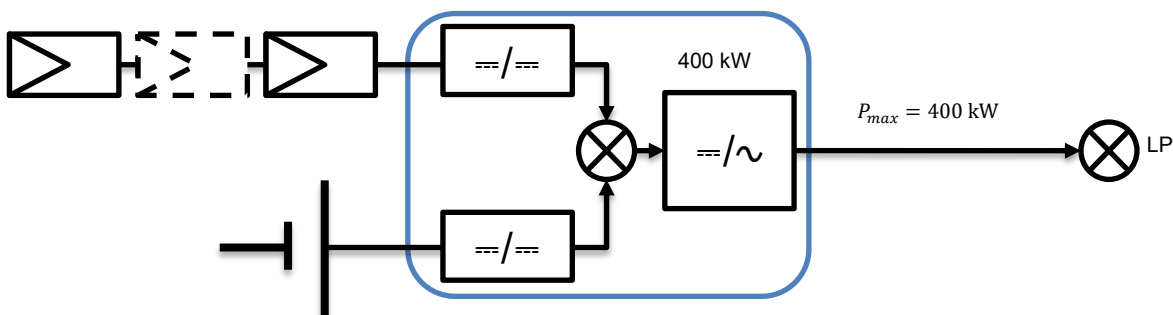 ⎓/⎓
400 kW
⎓/∿
P_max = 400 kW
LP
⎓/⎓